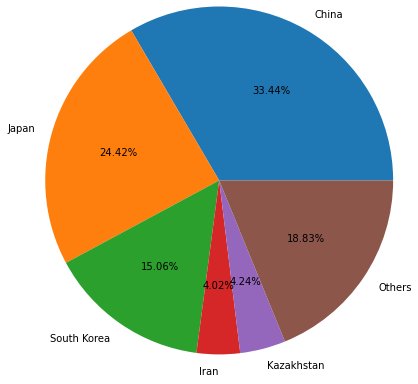 China
33.44%
Japan
24.42%
15.06%
South Korea
4.02%
Iran
4.24%
Kazakhstan
18.83%
Others